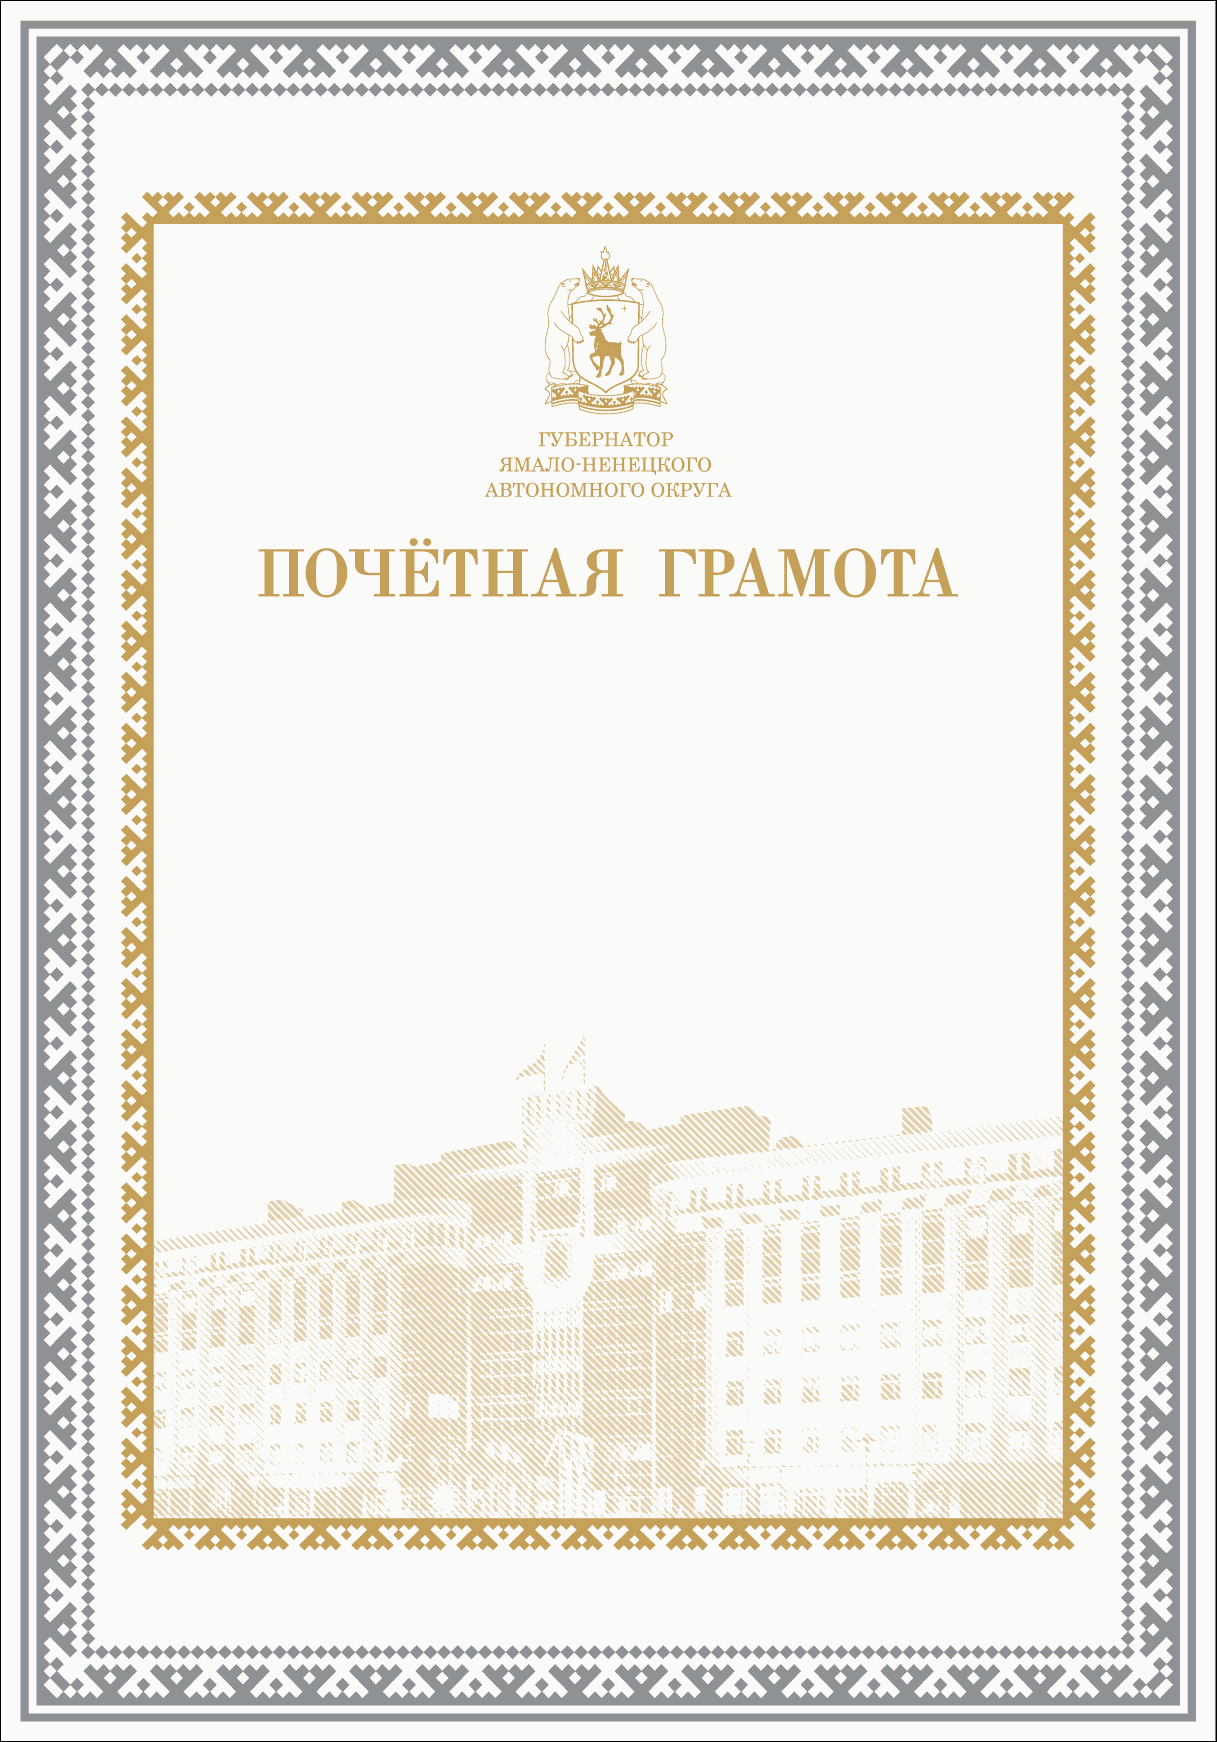 ГУБЕРНАТОР
ЯМАЛО-НЕНЕЦКОГО
АВТОНОМНОГО ОКРУГА
ПОЧЁТНАЯ ГРАМОТА